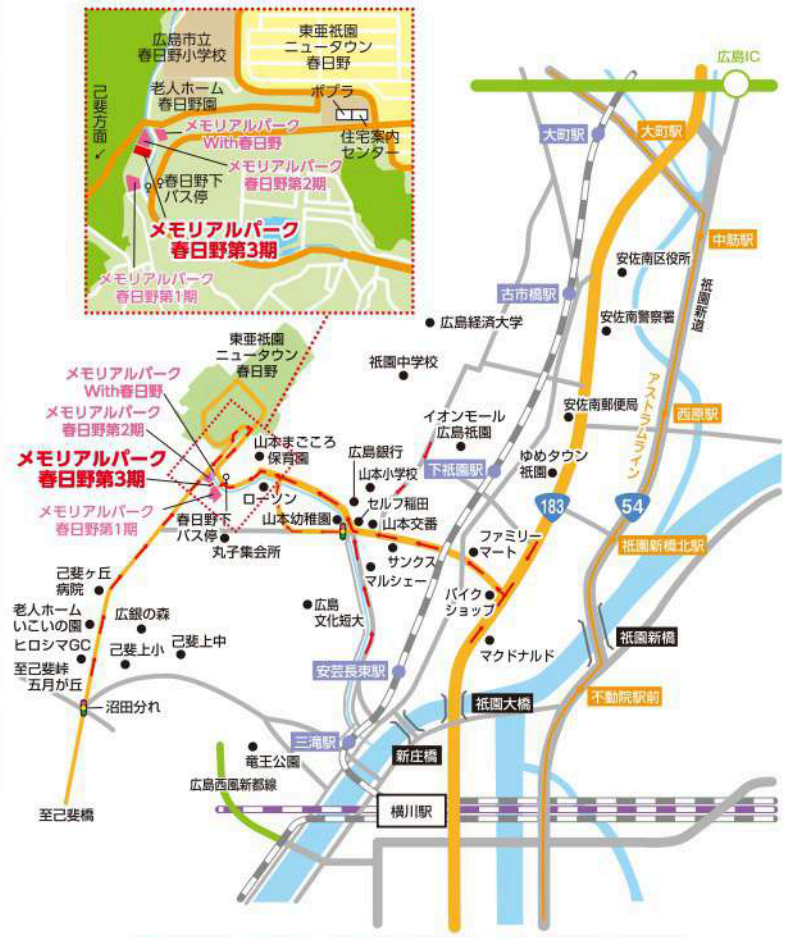 広島市立
春日野小学校
東亜祇園
ニュータウン
春日野
己斐方面
老人ホーム
春日野園
ポプラ
メモリアルパーク
With春日野
住宅案内
センター
メモリアルパーク
春日野第2期
春日野下
バス停
メモリアルパーク
春日野第3期
メモリアルパーク
春日野第1期
広島IC
大町駅
大町駅
中筋駅
安佐南区役所
祇園新道
古市橋駅
安佐南警察署
広島経済大学
東亜祇園
ニュータウン
春日野
祇園中学校
アストラムライン
メモリアルパーク
With春日野
メモリアルパーク
春日野第2期
安佐南郵便局
西原駅
イオンモール
広島祇園
メモリアルパーク
春日野第3期
山本まごころ
保育園
広島銀行
下祇園駅
ゆめタウン
祇園
山本小学校
ローソン
セルフ稲田
183
54
メモリアルパーク
春日野第1期
春日野下
バス停
山本幼稚園
山本交番
丸子集会所
ファミリー
マート
祇園新橋北駅
サンクス
マルシェー
己斐ヶ丘
病院
バイク
ショップ
老人ホーム
いこいの園
広銀の森
広島
文化短大
ヒロシマGC
己斐上小
己斐上中
マクドナルド
祇園新橋
至己斐峠
五月が丘
安芸長束駅
沼田分れ
祇園大橋
不動院駅前
三滝駅
新庄橋
竜王公園
広島西風新都線
横川駅
至己斐橋